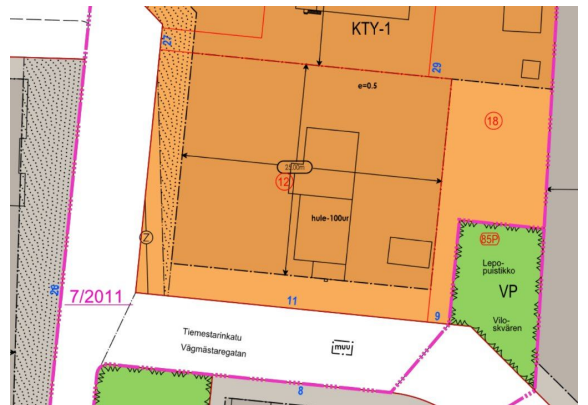 KTY-1
27
29
e=0.5
18
12
hule-100ur
85P
Lepo-
puistikko
VP
Vilo-
skvären
Z
28
7/2011
11
9
Tiemestarinkatu
Vägmästaregatan
muu
8